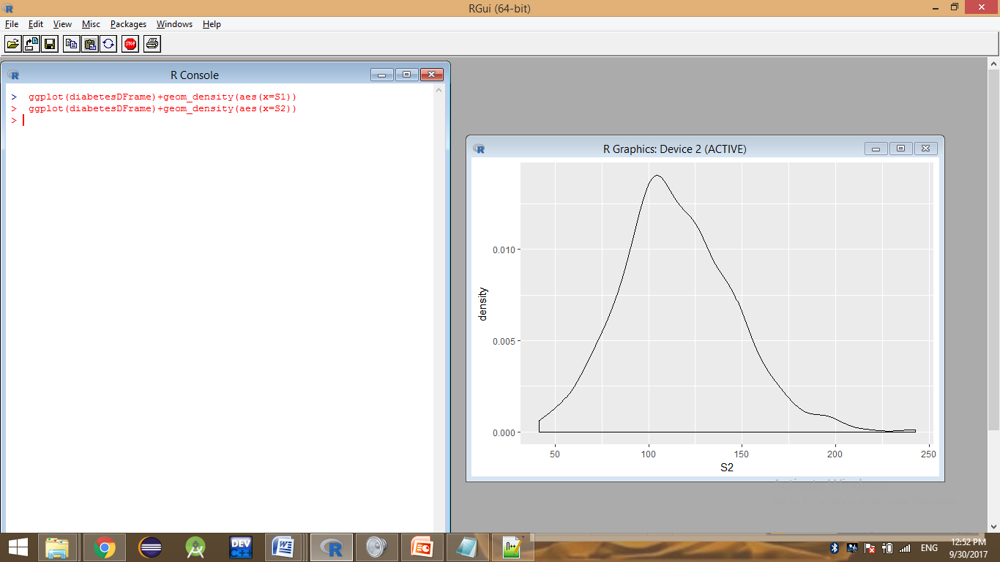 RGui (64-bit)
File Edit View Misc Packages Windows Help
STOP
R Console
> ggplot(diabetesDFrame)+geom_density(aes(x=S1))
> ggplot(diabetesDFrame)+geom_density(aes(x=S2))
>
R Graphics: Device 2 (ACTIVE)
density
0.010
0.005
0.000
50 100 150 200 250
S2
DEV
C++
ENG
12:52 PM
9/30/2017